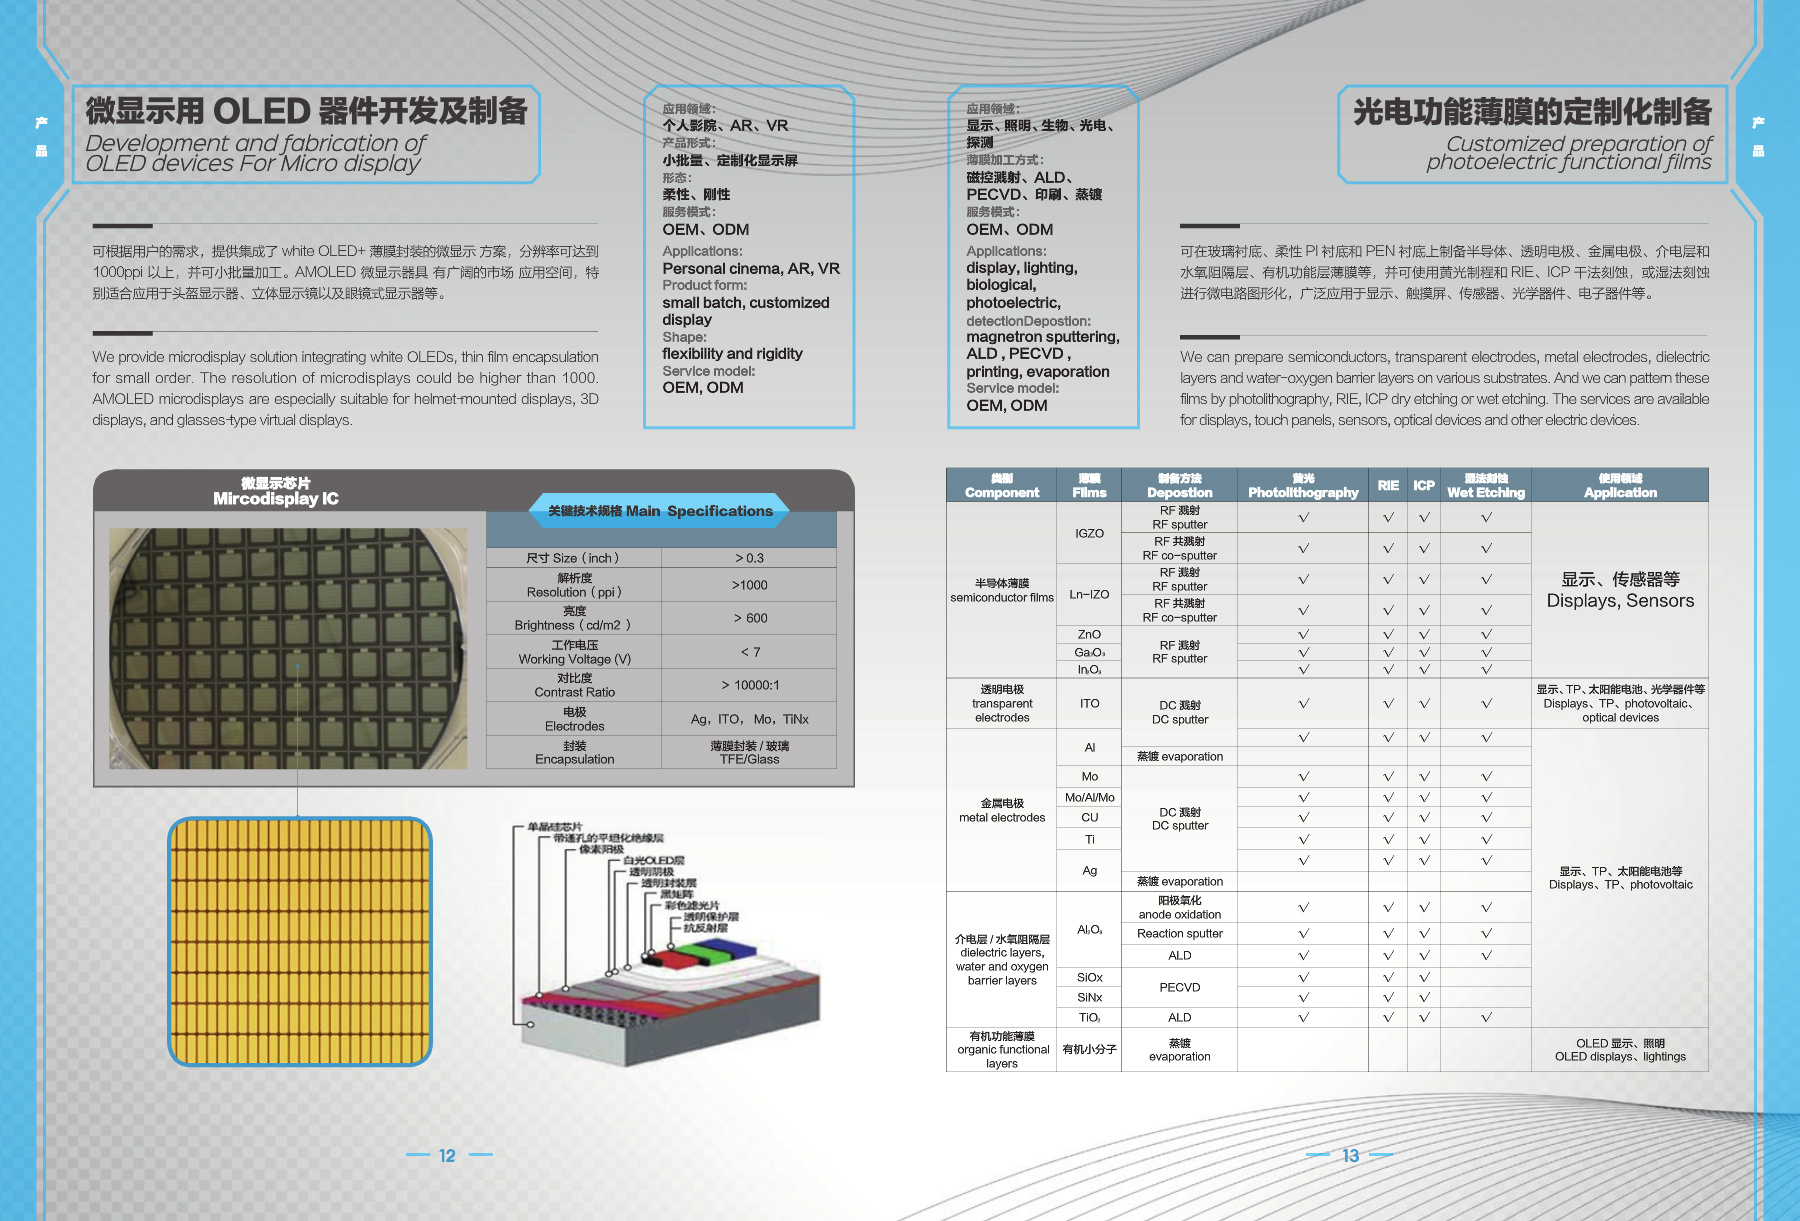 产
品
微显示用 OLED 器件开发及制备
Development and fabrication of
OLED devices For Micro display
可根据用户的需求，提供集成了 white OLED+ 薄膜封装的微显示 方案，分辨率可达到
1000ppi 以上，并可小批量加工。AMOLED 微显示器具 有广阔的市场 应用空间，特
别适合应用于头盔显示器、立体显示镜以及眼镜式显示器等。
We provide microdisplay solution integrating white OLEDs, thin film encapsulation
for small order. The resolution of microdisplays could be higher than 1000.
AMOLED microdisplays are especially suitable for helmet-mounted displays, 3D
displays, and glasses-type virtual displays.
应用领域：
个人影院、AR、VR
产品形式：
小批量、定制化显示屏
形态：
柔性、刚性
服务模式：
OEM、ODM
Applications:
Personal cinema, AR, VR
Product form:
small batch, customized
display
Shape:
flexibility and rigidity
Service model:
OEM, ODM
微显示芯片
Mircodisplay IC
关键技术规格 Main Specifications
尺寸 Size（inch） > 0.3
解析度
Resolution（ppi） >1000
亮度
Brightness（cd/m2 ） > 600
工作电压
Working Voltage (V) < 7
对比度
Contrast Ratio > 10000:1
电极
Electrodes Ag，ITO， Mo，TiNx
封装
Encapsulation
薄膜封装 / 玻璃
TFE/Glass
单晶硅芯片
带通孔的平坦化绝缘层
像素阳极
白光OLED层
透明阴极
透明封装层
黑矩阵
彩色滤光片
透明保护层
抗反射层
12
应用领域：
显示、照明、生物、光电、
探测
薄膜加工方式：
磁控溅射、ALD、
PECVD、印刷、蒸镀
服务模式：
OEM、ODM
Applications:
display, lighting,
biological,
photoelectric,
detectionDepostion:
magnetron sputtering,
ALD , PECVD ,
printing, evaporation
Service model:
OEM, ODM
光电功能薄膜的定制化制备
Customized preparation of
photoelectric functional films
产
品
可在玻璃衬底、柔性 PI 衬底和 PEN 衬底上制备半导体、透明电极、金属电极、介电层和
水氧阻隔层、有机功能层薄膜等，并可使用黄光制程和 RIE、ICP 干法刻蚀，或湿法刻蚀
进行微电路图形化，广泛应用于显示、触摸屏、传感器、光学器件、电子器件等。
We can prepare semiconductors, transparent electrodes, metal electrodes, dielectric
layers and water-oxygen barrier layers on various substrates. And we can pattern these
films by photolithography, RIE, ICP dry etching or wet etching. The services are available
for displays, touch panels, sensors, optical devices and other electric devices.
类别 薄膜 制备方法 黄光 RIE ICP 湿法刻蚀 使用领域
Component Films Depostion Photolithography Wet Etching Application
半导体薄膜
semiconductor films
IGZO
RF 溅射
RF sputter √ √ √ √
RF 共溅射
RF co-sputter √ √ √ √
Ln-IZO
RF 溅射
RF sputter √ √ √ √
RF 共溅射
RF co-sputter √ √ √ √
ZnO √ √ √ √
Ga₂O₃ √ √ √ √
In₂O₃ √ √ √ √
RF 溅射
RF sputter
显示、传感器等
Displays, Sensors
透明电极
transparent
electrodes
ITO √ √ √ √
DC 溅射
DC sputter
显示、TP、太阳能电池、光学器件等
Displays、TP、photovoltaic、
optical devices
金属电极
metal electrodes
Al √ √ √ √
蒸镀 evaporation
Mo √ √ √ √
Mo/Al/Mo √ √ √ √
CU √ √ √ √
DC 溅射
DC sputter
Ti √ √ √ √
Ag √ √ √ √
蒸镀 evaporation
显示、TP、太阳能电池等
Displays、TP、photovoltaic
介电层 / 水氧阻隔层
dielectric layers,
water and oxygen
barrier layers
Al₂O₃
阳极氧化
anode oxidation √ √ √ √
Reaction sputter √ √ √ √
ALD √ √ √ √
SiOx √ √ √
PECVD
SiNx √ √ √
TiO₂ ALD √ √ √ √
有机功能薄膜
organic functional
layers
有机小分子
蒸镀
evaporation
OLED 显示、照明
OLED displays、lightings
13